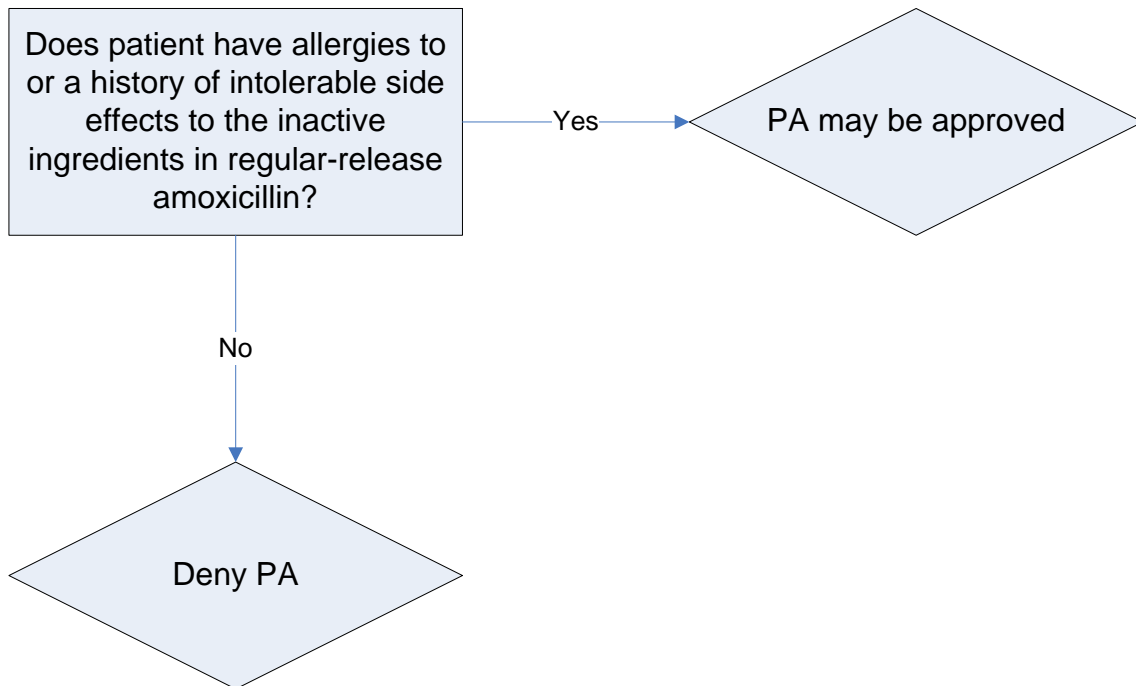 Does patient have allergies to
or a history of intolerable side
effects to the inactive
ingredients in regular-release
amoxicillin?
Yes
PA may be approved
No
Deny PA